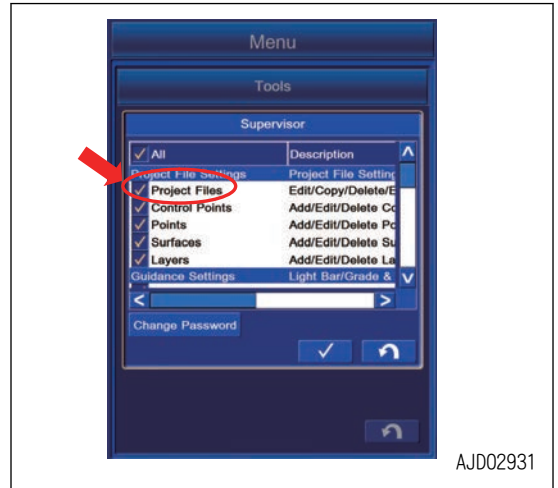 Menu
Tools
Supervisor
All Description
Project File Settings Project File Setting
Project Files Edit/Copy/Delete/E
Control Points Add/Edit/Delete Co
Points Add/Edit/Delete Po
Surfaces Add/Edit/Delete Su
Layers Add/Edit/Delete La
Guidance Settings Light Bar/Grade &
Change Password
AJD02931